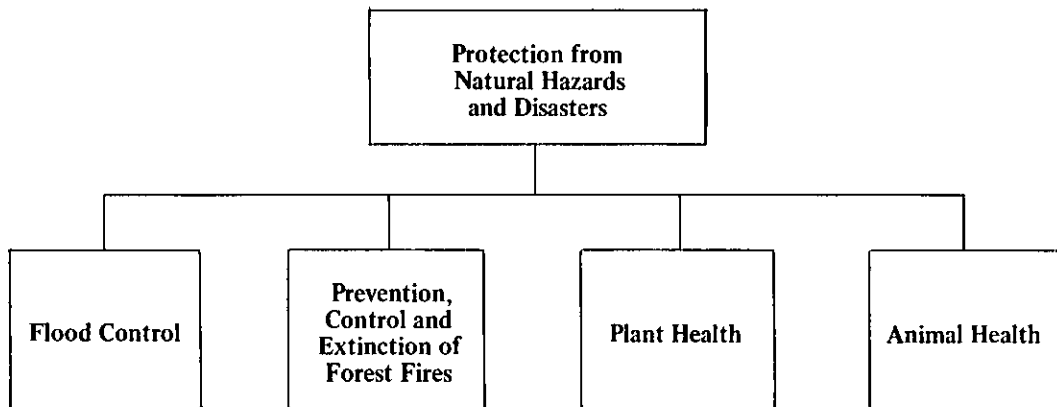 Protection from
Natural Hazards
and Disasters
Flood Control
Prevention,
Control and
Extinction of
Forest Fires
Plant Health
Animal Health